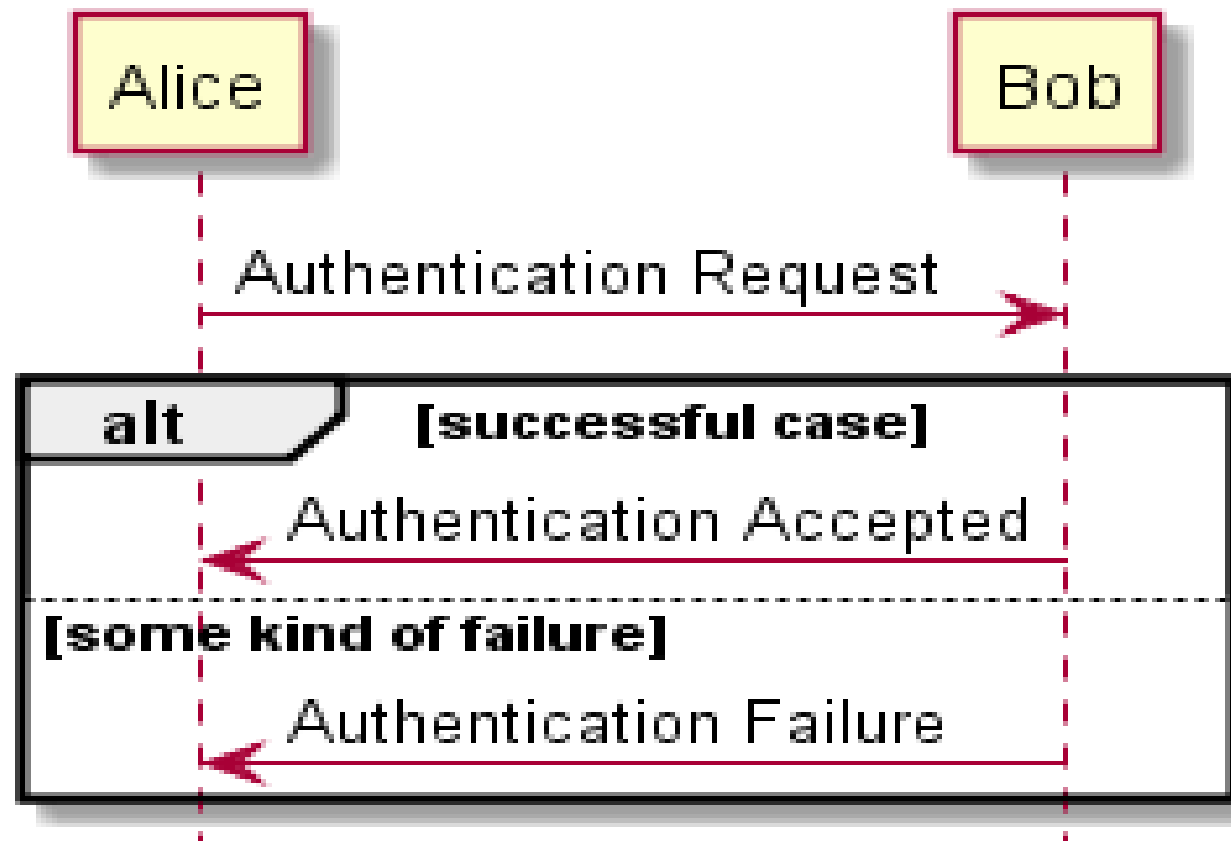 Alice
Bob
Authentication Request
alt
[successful case]
Authentication Accepted
[some kind of failure]
Authentication Failure